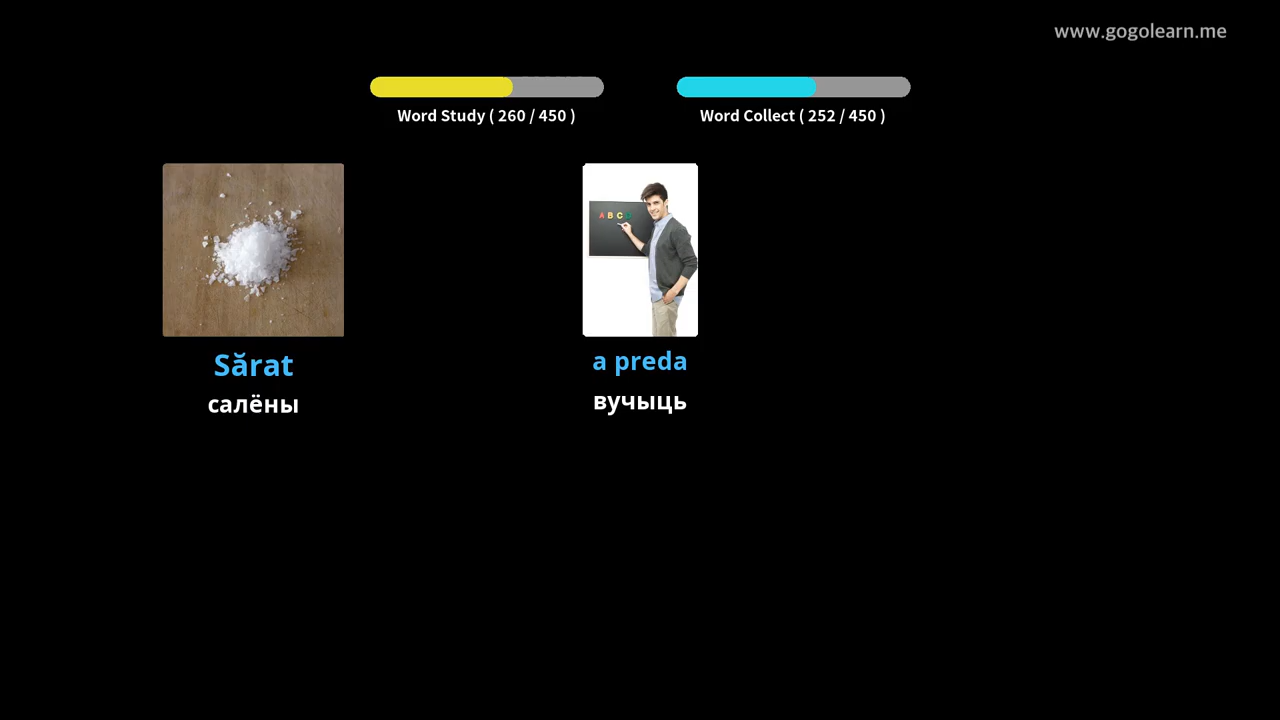 www.gogolearn.me
Word Study ( 260 / 450 )
Word Collect ( 252 / 450 )
A B C D
Sărat
a preda
салёны
вучыць